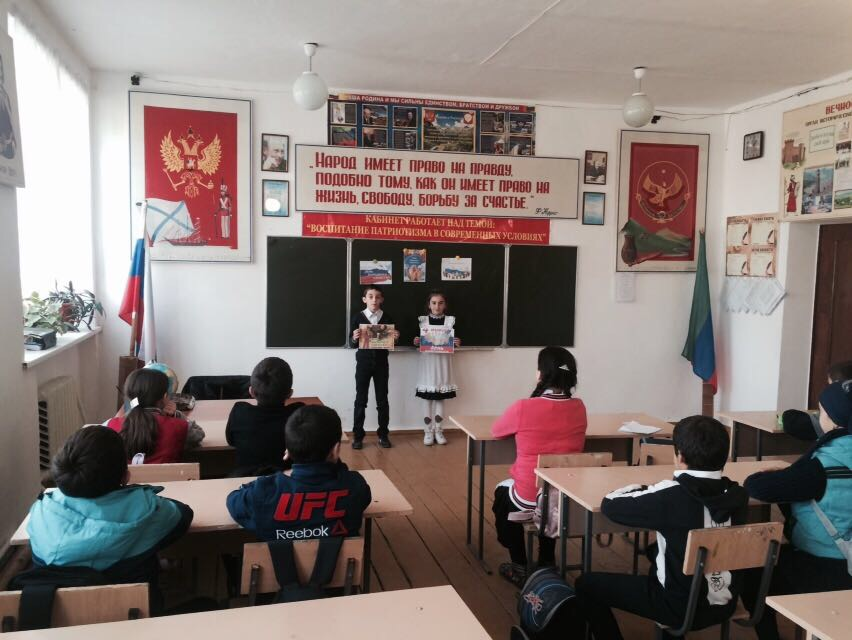 НАША РОДИНА И МЫ СИЛЬНЫ ЕДИНСТВОМ, БРАТСТВОМ И ДРУЖБОЙ
„НАРОД ИМЕЕТ ПРАВО НА ПРАВДУ,
ПОДОБНО ТОМУ, КАК ОН ИМЕЕТ ПРАВО НА
ЖИЗНЬ, СВОБОДУ, БОРЬБУ ЗА СЧАСТЬЕ."
КАБИНЕТ РАБОТАЕТ НАД ТЕМОЙ:
"ВОСПИТАНИЕ ПАТРИОТИЗМА В СОВРЕМЕННЫХ УСЛОВИЯХ"
UFC
Reebok